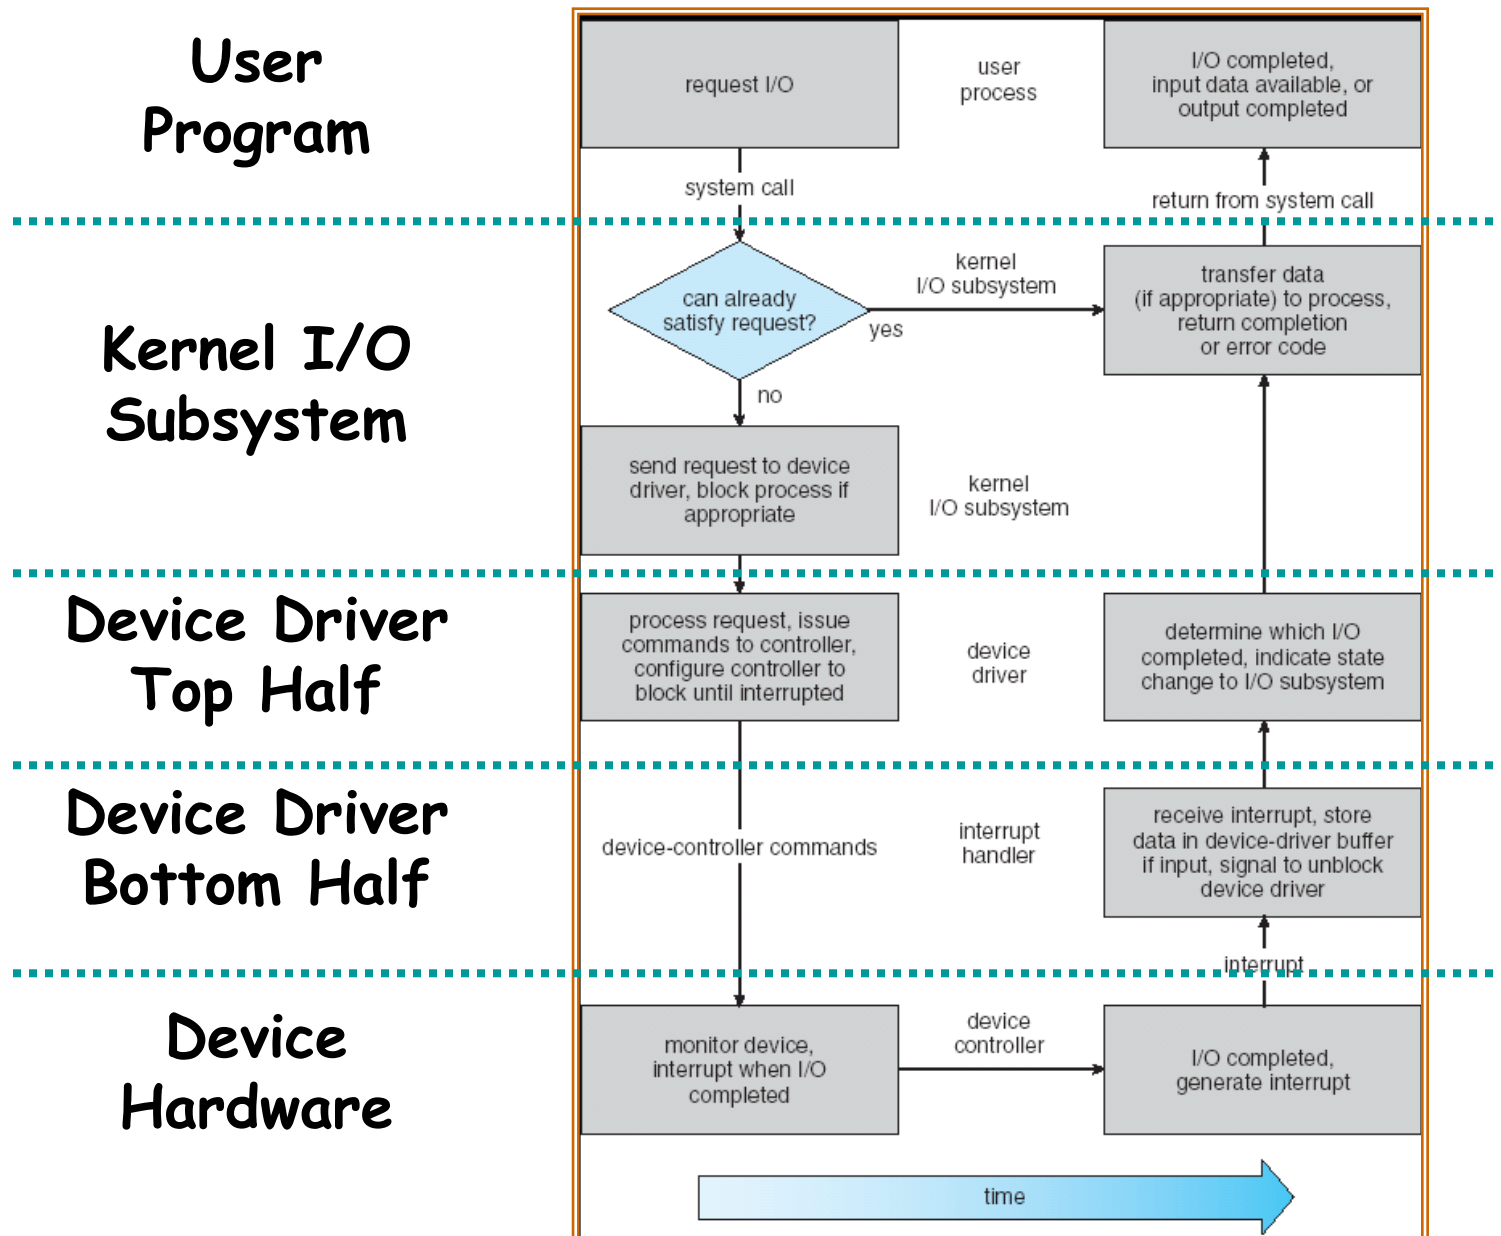 User
Program
request I/O
user
process
I/O completed,
input data available, or
output completed
system call
return from system call
Kernel I/O
Subsystem
can already
satisfy request?
kernel
I/O subsystem
yes
transfer data
(if appropriate) to process,
return completion
or error code
no
send request to device
driver, block process if
appropriate
kernel
I/O subsystem
Device Driver
Top Half
process request, issue
commands to controller,
configure controller to
block until interrupted
device
driver
determine which I/O
completed, indicate state
change to I/O subsystem
Device Driver
Bottom Half
device-controller commands
interrupt
handler
receive interrupt, store
data in device-driver buffer
if input, signal to unblock
device driver
interrupt
Device
Hardware
monitor device,
interrupt when I/O
completed
device
controller
I/O completed,
generate interrupt
time